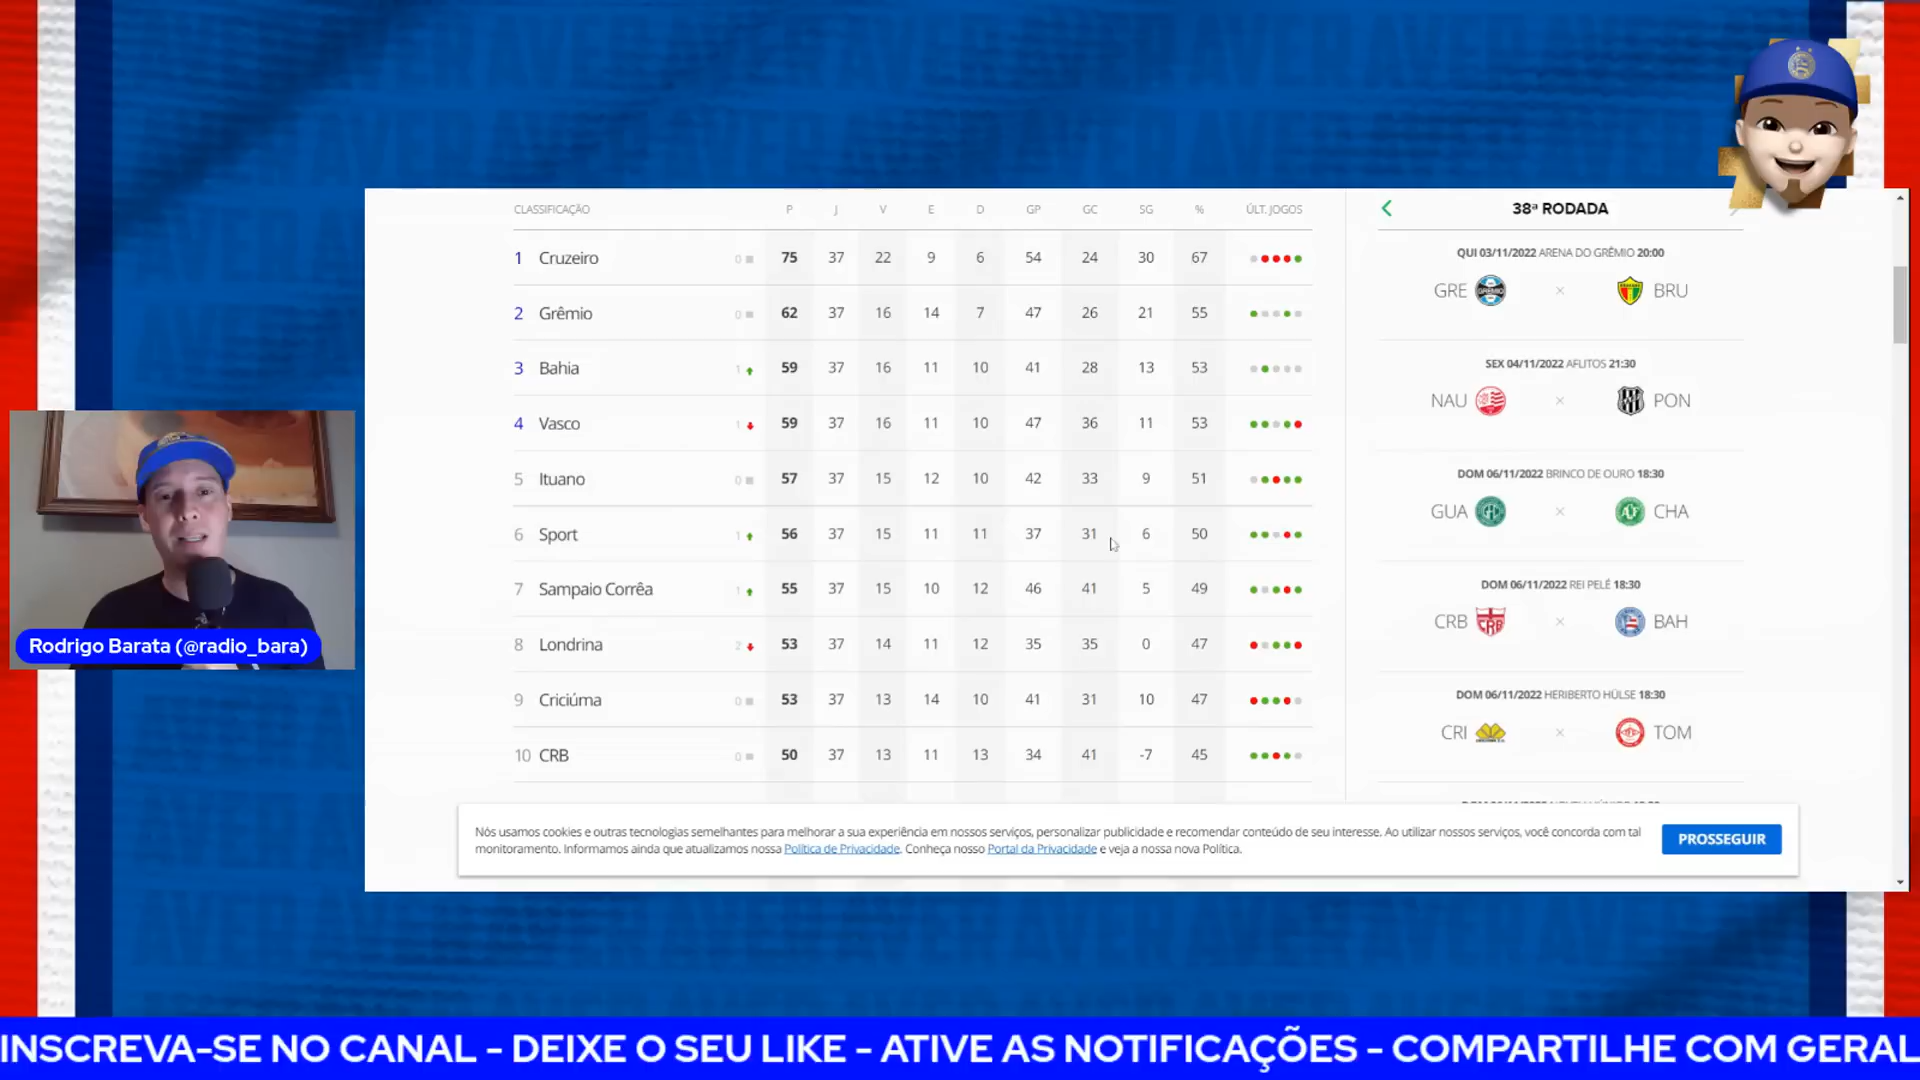 CLASSIFICAÇÃO P J V E D GP GC SG % ÚLT. JOGOS
1 Cruzeiro 0 75 37 22 9 6 54 24 30 67
2 Grêmio 0 62 37 16 14 7 47 26 21 55
3 Bahia 1 59 37 16 11 10 41 28 13 53
4 Vasco 1 59 37 16 11 10 47 36 11 53
5 Ituano 0 57 37 15 12 10 42 33 9 51
6 Sport 1 56 37 15 11 11 37 31 6 50
7 Sampaio Corrêa 1 55 37 15 10 12 46 41 5 49
8 Londrina 2 53 37 14 11 12 35 35 0 47
9 Criciúma 0 53 37 13 14 10 41 31 10 47
10 CRB 0 50 37 13 11 13 34 41 -7 45
38ª RODADA
QUI 03/11/2022 ARENA DO GRÊMIO 20:00
GRE × BRU
SEX 04/11/2022 AFLITOS 21:30
NAU × PON
DOM 06/11/2022 BRINCO DE OURO 18:30
GUA × CHA
DOM 06/11/2022 REI PELÉ 18:30
CRB × BAH
DOM 06/11/2022 HERIBERTO HÜLSE 18:30
CRI × TOM
Rodrigo Barata (@radio_bara)
Nós usamos cookies e outras tecnologias semelhantes para melhorar a sua experiência em nossos serviços, personalizar publicidade e recomendar conteúdo de seu interesse. Ao utilizar nossos serviços, você concorda com tal
monitoramento. Informamos ainda que atualizamos nossa Política de Privacidade. Conheça nosso Portal da Privacidade e veja a nossa nova Política.
PROSSEGUIR
INSCREVA-SE NO CANAL - DEIXE O SEU LIKE - ATIVE AS NOTIFICAÇÕES - COMPARTILHE COM GERAL